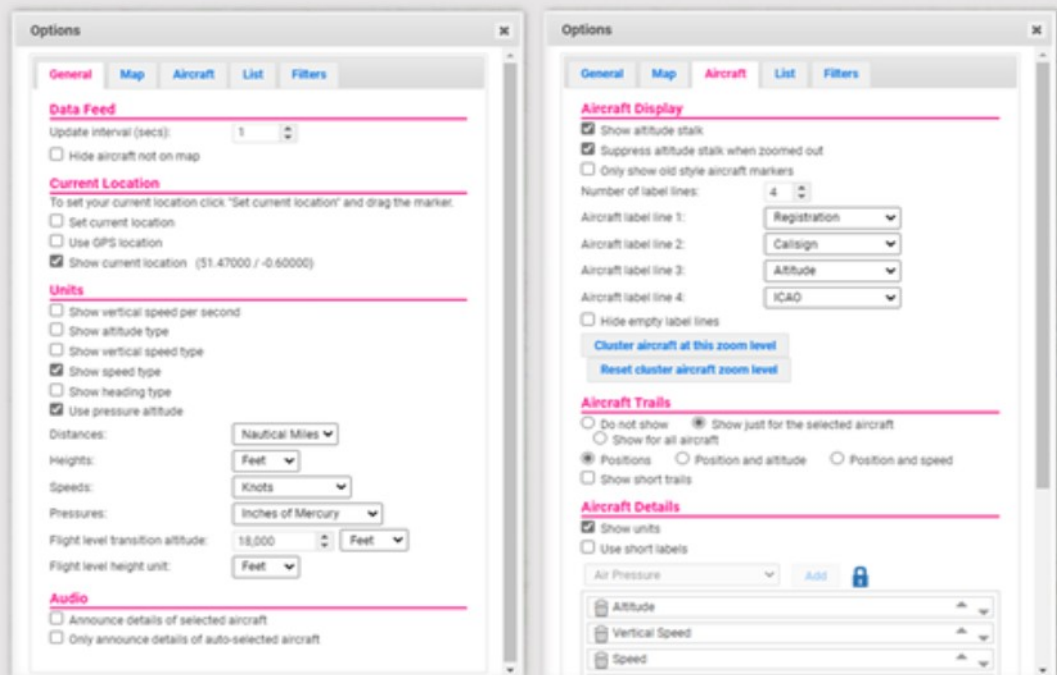 Options
General Map Aircraft List Filters
Data Feed
Update interval (secs): 1
Hide aircraft not on map
Current Location
To set your current location click "Set current location" and drag the marker.
Set current location
Use GPS location
Show current location (51.47000 / -0.60000)
Units
Show vertical speed per second
Show altitude type
Show vertical speed type
Show speed type
Show heading type
Use pressure altitude
Distances: Nautical Miles
Heights: Feet
Speeds: Knots
Pressures: Inches of Mercury
Flight level transition altitude: 18,000 Feet
Flight level height unit: Feet
Audio
Announce details of selected aircraft
Only announce details of auto-selected aircraft
Options
General Map Aircraft List Filters
Aircraft Display
Show altitude stalk
Suppress altitude stalk when zoomed out
Only show old style aircraft markers
Number of label lines: 4
Aircraft label line 1: Registration
Aircraft label line 2: Callsign
Aircraft label line 3: Altitude
Aircraft label line 4: ICAO
Hide empty label lines
Cluster aircraft at this zoom level
Reset cluster aircraft zoom level
Aircraft Trails
Do not show Show just for the selected aircraft
Show for all aircraft
Positions Position and altitude Position and speed
Show short trails
Aircraft Details
Show units
Use short labels
Air Pressure Add
Altitude
Vertical Speed
Speed